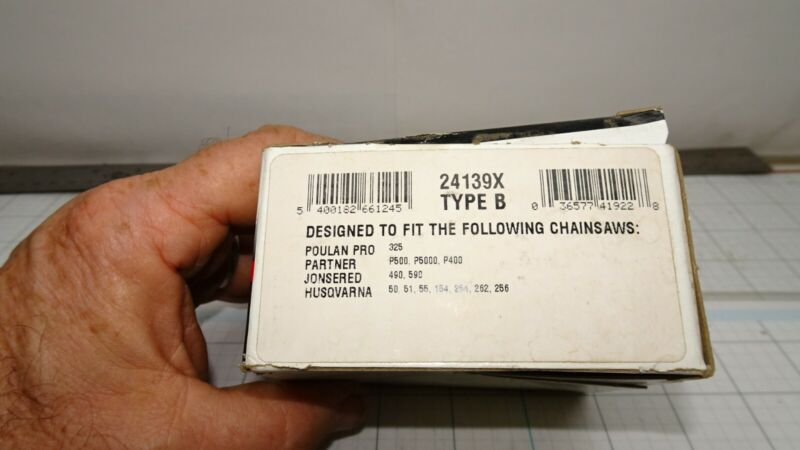 24139X
TYPE B
5 400182 661245
0 36577 41922 8
DESIGNED TO FIT THE FOLLOWING CHAINSAWS:
POULAN PRO 325
PARTNER P500, P5000, P400
JONSERED 490, 590
HUSQVARNA 50, 51, 55, 154, 254, 262, 256